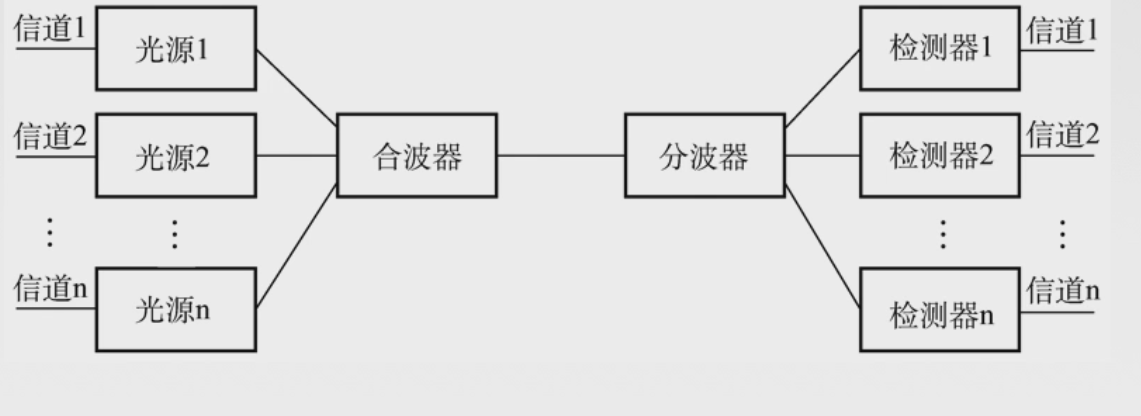 信道1
光源1
检测器1
信道1
信道2
光源2
合波器
分波器
检测器2
信道2
⋮
⋮
⋮
⋮
信道n
光源n
检测器n
信道n